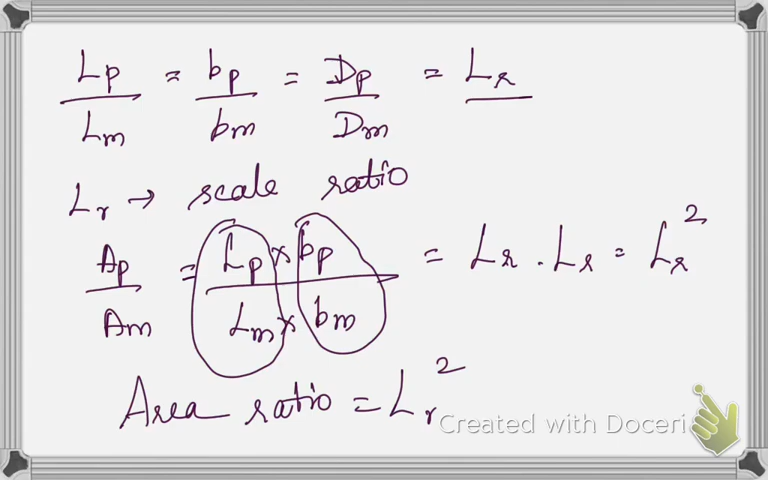 Lp/Lm = bp/bm = Dp/Dm = Lr
Lr → scale ratio
Ap/Am = Lp × bp / Lm × bm = Lr . Lr = Lr²
Area ratio = Lr²
Created with Doceri